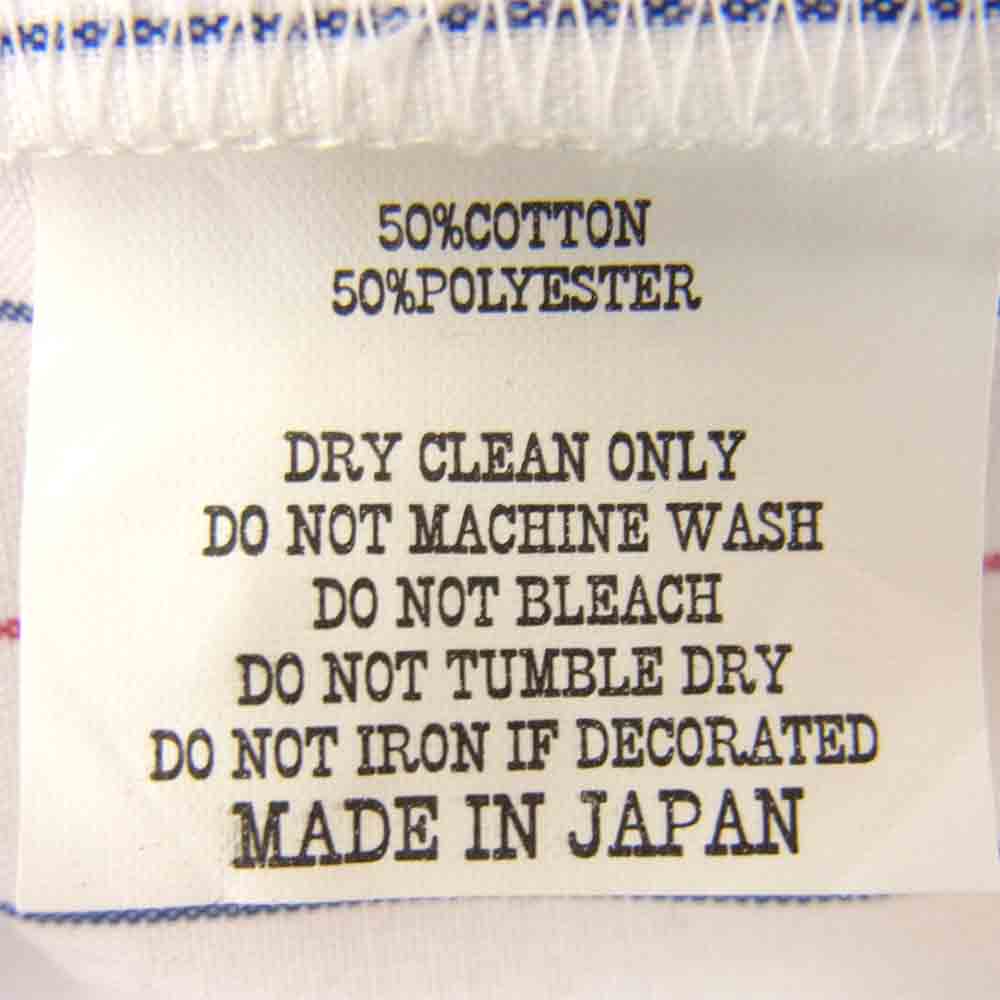 50%COTTON
50%POLYESTER
DRY CLEAN ONLY
DO NOT MACHINE WASH
DO NOT BLEACH
DO NOT TUMBLE DRY
DO NOT IRON IF DECORATED
MADE IN JAPAN